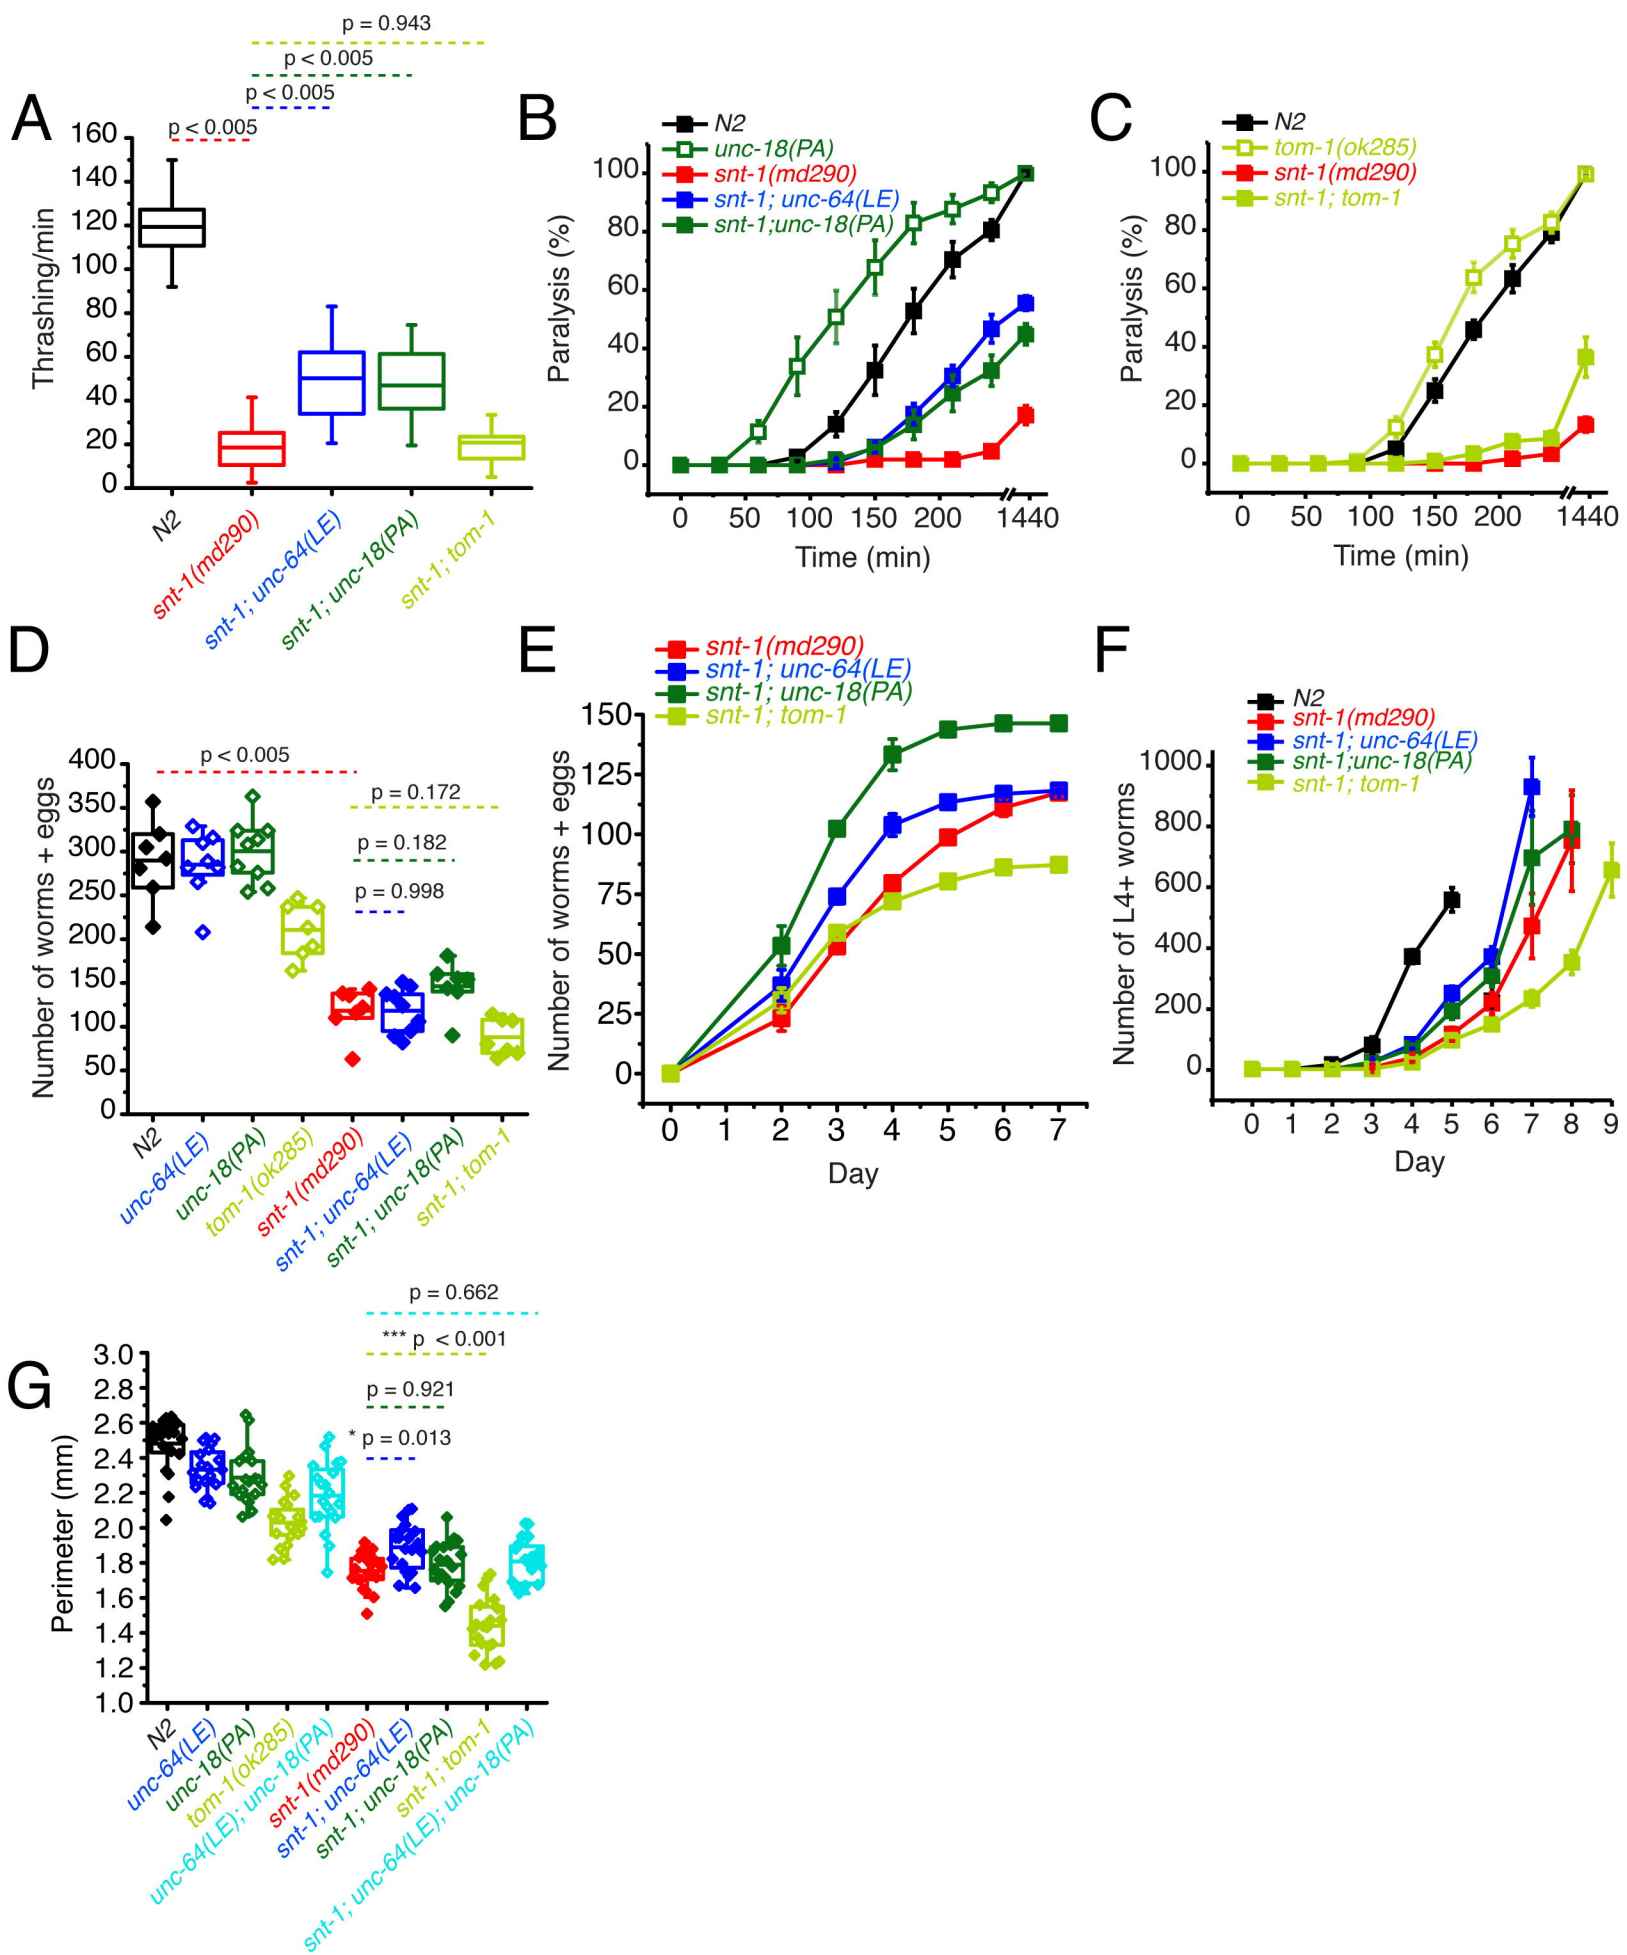 A
p = 0.943
p < 0.005
p < 0.005
p < 0.005
Thrashing/min
160
140
120
100
80
60
40
20
0
N2
snt-1(md290)
snt-1; unc-64(LE)
snt-1; unc-18(PA)
snt-1; tom-1
B
N2
unc-18(PA)
snt-1(md290)
snt-1; unc-64(LE)
snt-1;unc-18(PA)
Paralysis (%)
100
80
60
40
20
0
0 50 100 150 200 1440
Time (min)
C
N2
tom-1(ok285)
snt-1(md290)
snt-1; tom-1
Paralysis (%)
100
80
60
40
20
0
0 50 100 150 200 1440
Time (min)
D
p < 0.005
p = 0.172
p = 0.182
p = 0.998
Number of worms + eggs
400
350
300
250
200
150
100
50
0
N2
unc-64(LE)
unc-18(PA)
tom-1(ok285)
snt-1(md290)
snt-1; unc-64(LE)
snt-1; unc-18(PA)
snt-1; tom-1
E
snt-1(md290)
snt-1; unc-64(LE)
snt-1; unc-18(PA)
snt-1; tom-1
Number of worms + eggs
150
125
100
75
50
25
0
0 1 2 3 4 5 6 7
Day
F
N2
snt-1(md290)
snt-1; unc-64(LE)
snt-1;unc-18(PA)
snt-1; tom-1
Number of L4+ worms
1000
800
600
400
200
0
0 1 2 3 4 5 6 7 8 9
Day
G
p = 0.662
*** p < 0.001
p = 0.921
* p = 0.013
Perimeter (mm)
3.0
2.8
2.6
2.4
2.2
2.0
1.8
1.6
1.4
1.2
1.0
N2
unc-64(LE)
unc-18(PA)
tom-1(ok285)
unc-64(LE); unc-18(PA)
snt-1(md290)
snt-1; unc-64(LE)
snt-1; unc-18(PA)
snt-1; tom-1
snt-1; unc-64(LE); unc-18(PA)